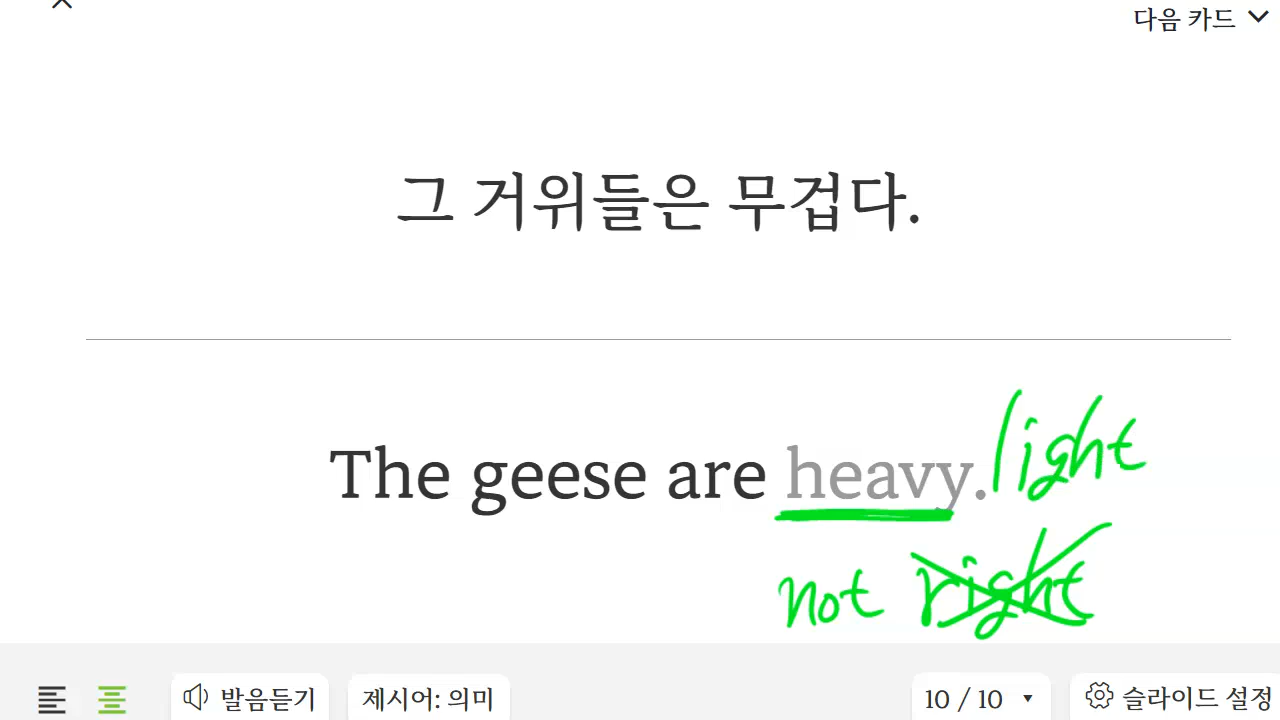 다음 카드
그 거위들은 무겁다.
The geese are heavy. light
not right
발음듣기 제시어: 의미 10 / 10 슬라이드 설정